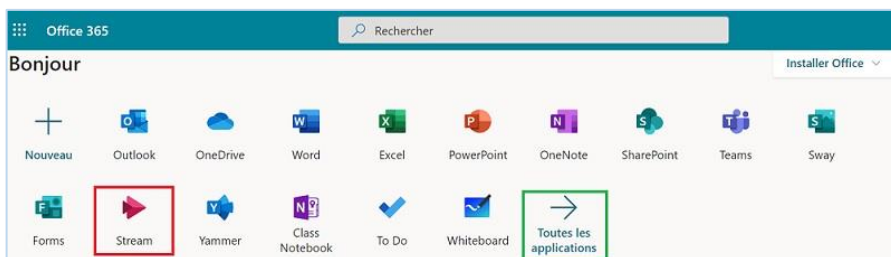 Office 365
Rechercher
Bonjour
Installer Office
Nouveau
Outlook
OneDrive
Word
Excel
PowerPoint
OneNote
SharePoint
Teams
Sway
Forms
Stream
Yammer
Class
Notebook
To Do
Whiteboard
Toutes les
applications